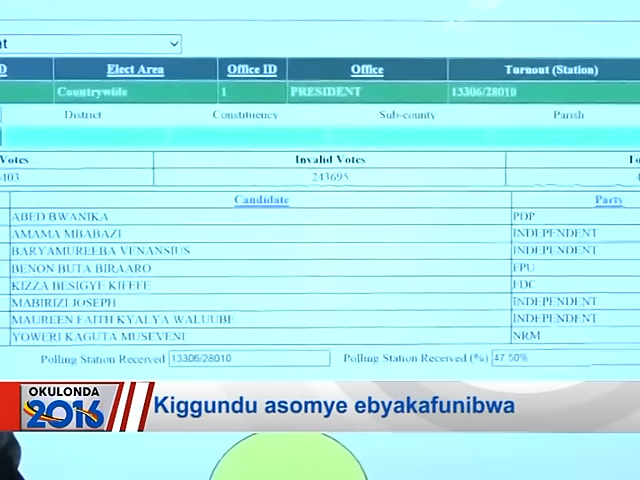 nt
D Elect Area Office ID Office Turnout (Station)
Countrywide 1 PRESIDENT 13306/28010
District Constituency Sub-county Parish
Votes Invalid Votes To
403 243695
Candidate Party
ABED BWANIKA PDP
AMAMA MBABAZI INDEPENDENT
BARYAMUREEBA VENANSIUS INDEPENDENT
BENON BUTA BIRAARO FPU
KIZZA BESIGYE KIFEFE FDC
MABIRIZI JOSEPH INDEPENDENT
MAUREEN FAITH KYALYA WALUUBE INDEPENDENT
YOWERI KAGUTA MUSEVENI NRM
Polling Station Received 13306/28010 Polling Station Received (%) 47.50%
OKULONDA
2016
Kiggundu asomye ebyakafunibwa